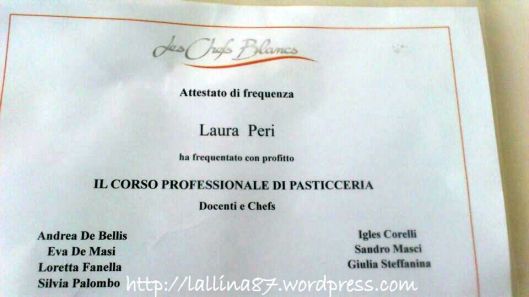 Les Chefs Blancs
Attestato di frequenza
Laura Peri
ha frequentato con profitto
IL CORSO PROFESSIONALE DI PASTICCERIA
Docenti e Chefs
Andrea De Bellis
Eva De Masi
Loretta Fanella
Silvia Palombo
Igles Corelli
Sandro Masci
Giulia Steffanina
http://lallina87.wordpress.com